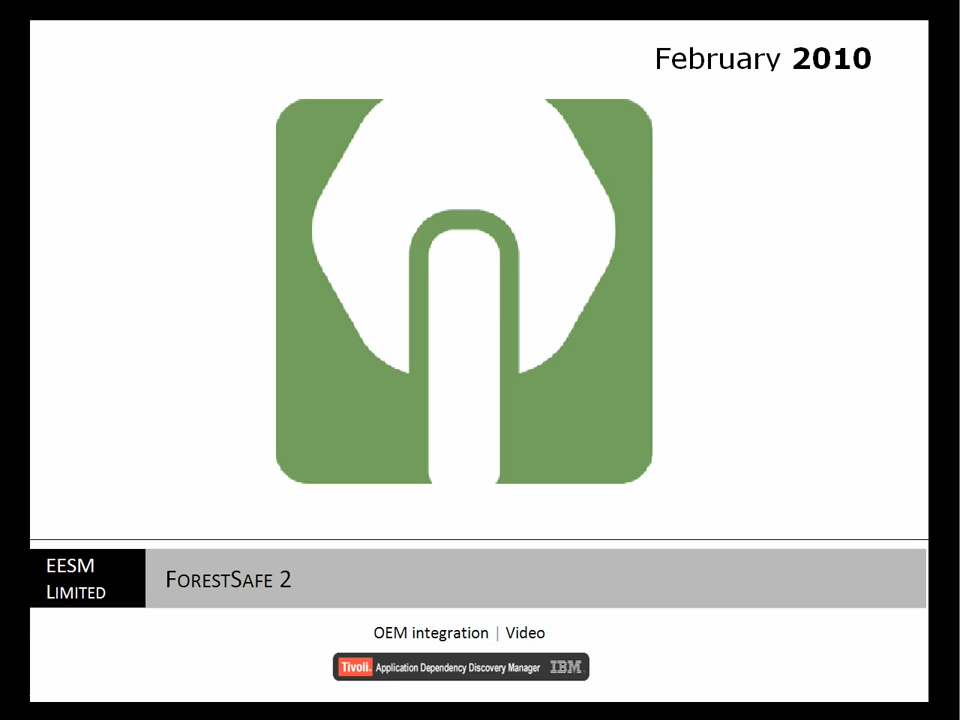 February 2010
EESM
LIMITED
FORESTSAFE 2
OEM integration | Video
Tivoli. Application Dependency Discovery Manager IBM